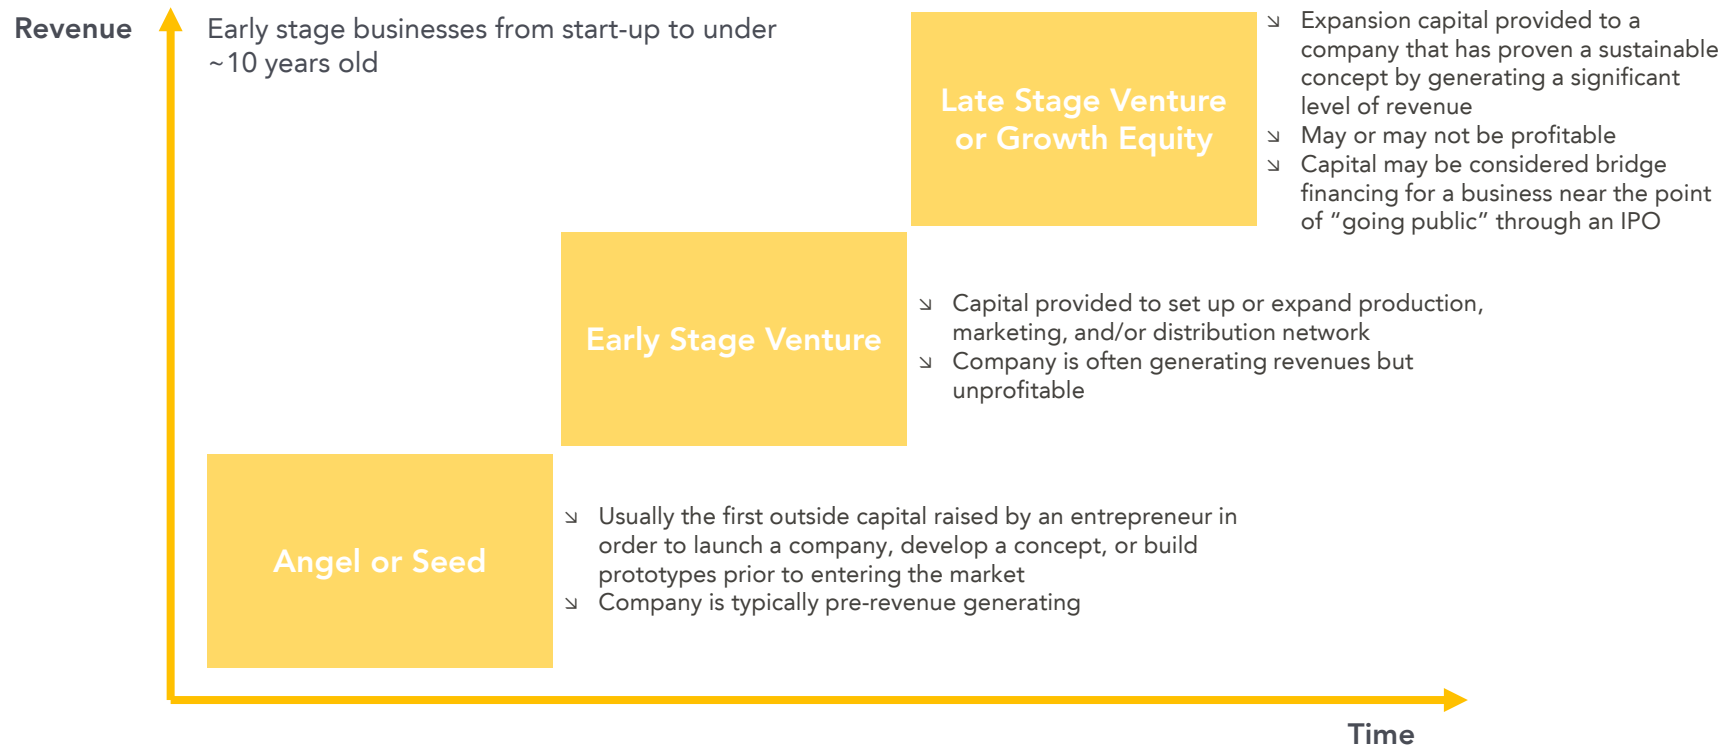 Revenue
Early stage businesses from start-up to under
~10 years old
Late Stage Venture
or Growth Equity
Expansion capital provided to a
company that has proven a sustainable
concept by generating a significant
level of revenue
May or may not be profitable
Capital may be considered bridge
financing for a business near the point
of “going public” through an IPO
Early Stage Venture
Capital provided to set up or expand production,
marketing, and/or distribution network
Company is often generating revenues but
unprofitable
Angel or Seed
Usually the first outside capital raised by an entrepreneur in
order to launch a company, develop a concept, or build
prototypes prior to entering the market
Company is typically pre-revenue generating
Time